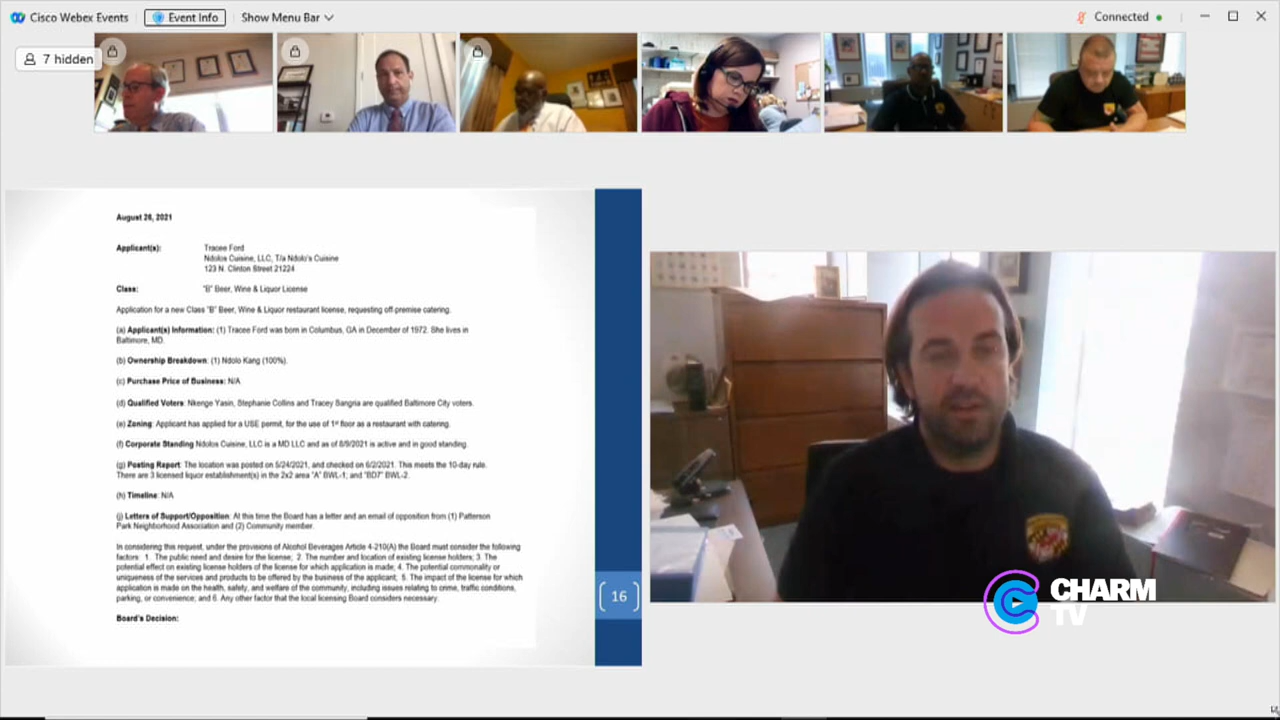 Cisco Webex Events
Event Info
Show Menu Bar
Connected
7 hidden
August 26, 2021
Applicant(s): Tracee Ford
Ndolos Cuisine, LLC, T/a Ndolo's Cuisine
123 N. Clinton Street 21224
Class: "B" Beer, Wine & Liquor License
Application for a new Class "B" Beer, Wine & Liquor restaurant license, requesting off-premise catering.
(a) Applicant(s) Information: (1) Tracee Ford was born in Columbus, GA in December of 1972. She lives in
Baltimore, MD.
(b) Ownership Breakdown: (1) Ndolo Kang (100%).
(c) Purchase Price of Business: N/A
(d) Qualified Voters: Nkenge Yasin, Stephanie Collins and Tracey Sangria are qualified Baltimore City voters.
(e) Zoning: Applicant has applied for a USE permit, for the use of 1st floor as a restaurant with catering.
(f) Corporate Standing Ndolos Cuisine, LLC is a MD LLC and as of 8/9/2021 is active and in good standing.
(g) Posting Report: The location was posted on 5/24/2021, and checked on 6/2/2021. This meets the 10-day rule.
There are 3 licensed liquor establishment(s) in the 2x2 area "A" BWL-1; and "BD7" BWL-2.
(h) Timeline: N/A
(j) Letters of Support/Opposition: At this time the Board has a letter and an email of opposition from (1) Patterson
Park Neighborhood Association and (2) Community member.
In considering this request, under the provisions of Alcohol Beverages Article 4-210(A) the Board must consider the following
factors: 1. The public need and desire for the license; 2. The number and location of existing license holders; 3. The
potential effect on existing license holders of the license for which application is made; 4. The potential commonality or
uniqueness of the services and products to be offered by the business of the applicant; 5. The impact of the license for which
application is made on the health, safety, and welfare of the community, including issues relating to crime, traffic conditions,
parking, or convenience; and 6. Any other factor that the local licensing Board considers necessary.
Board's Decision:
16
CHARM
TV